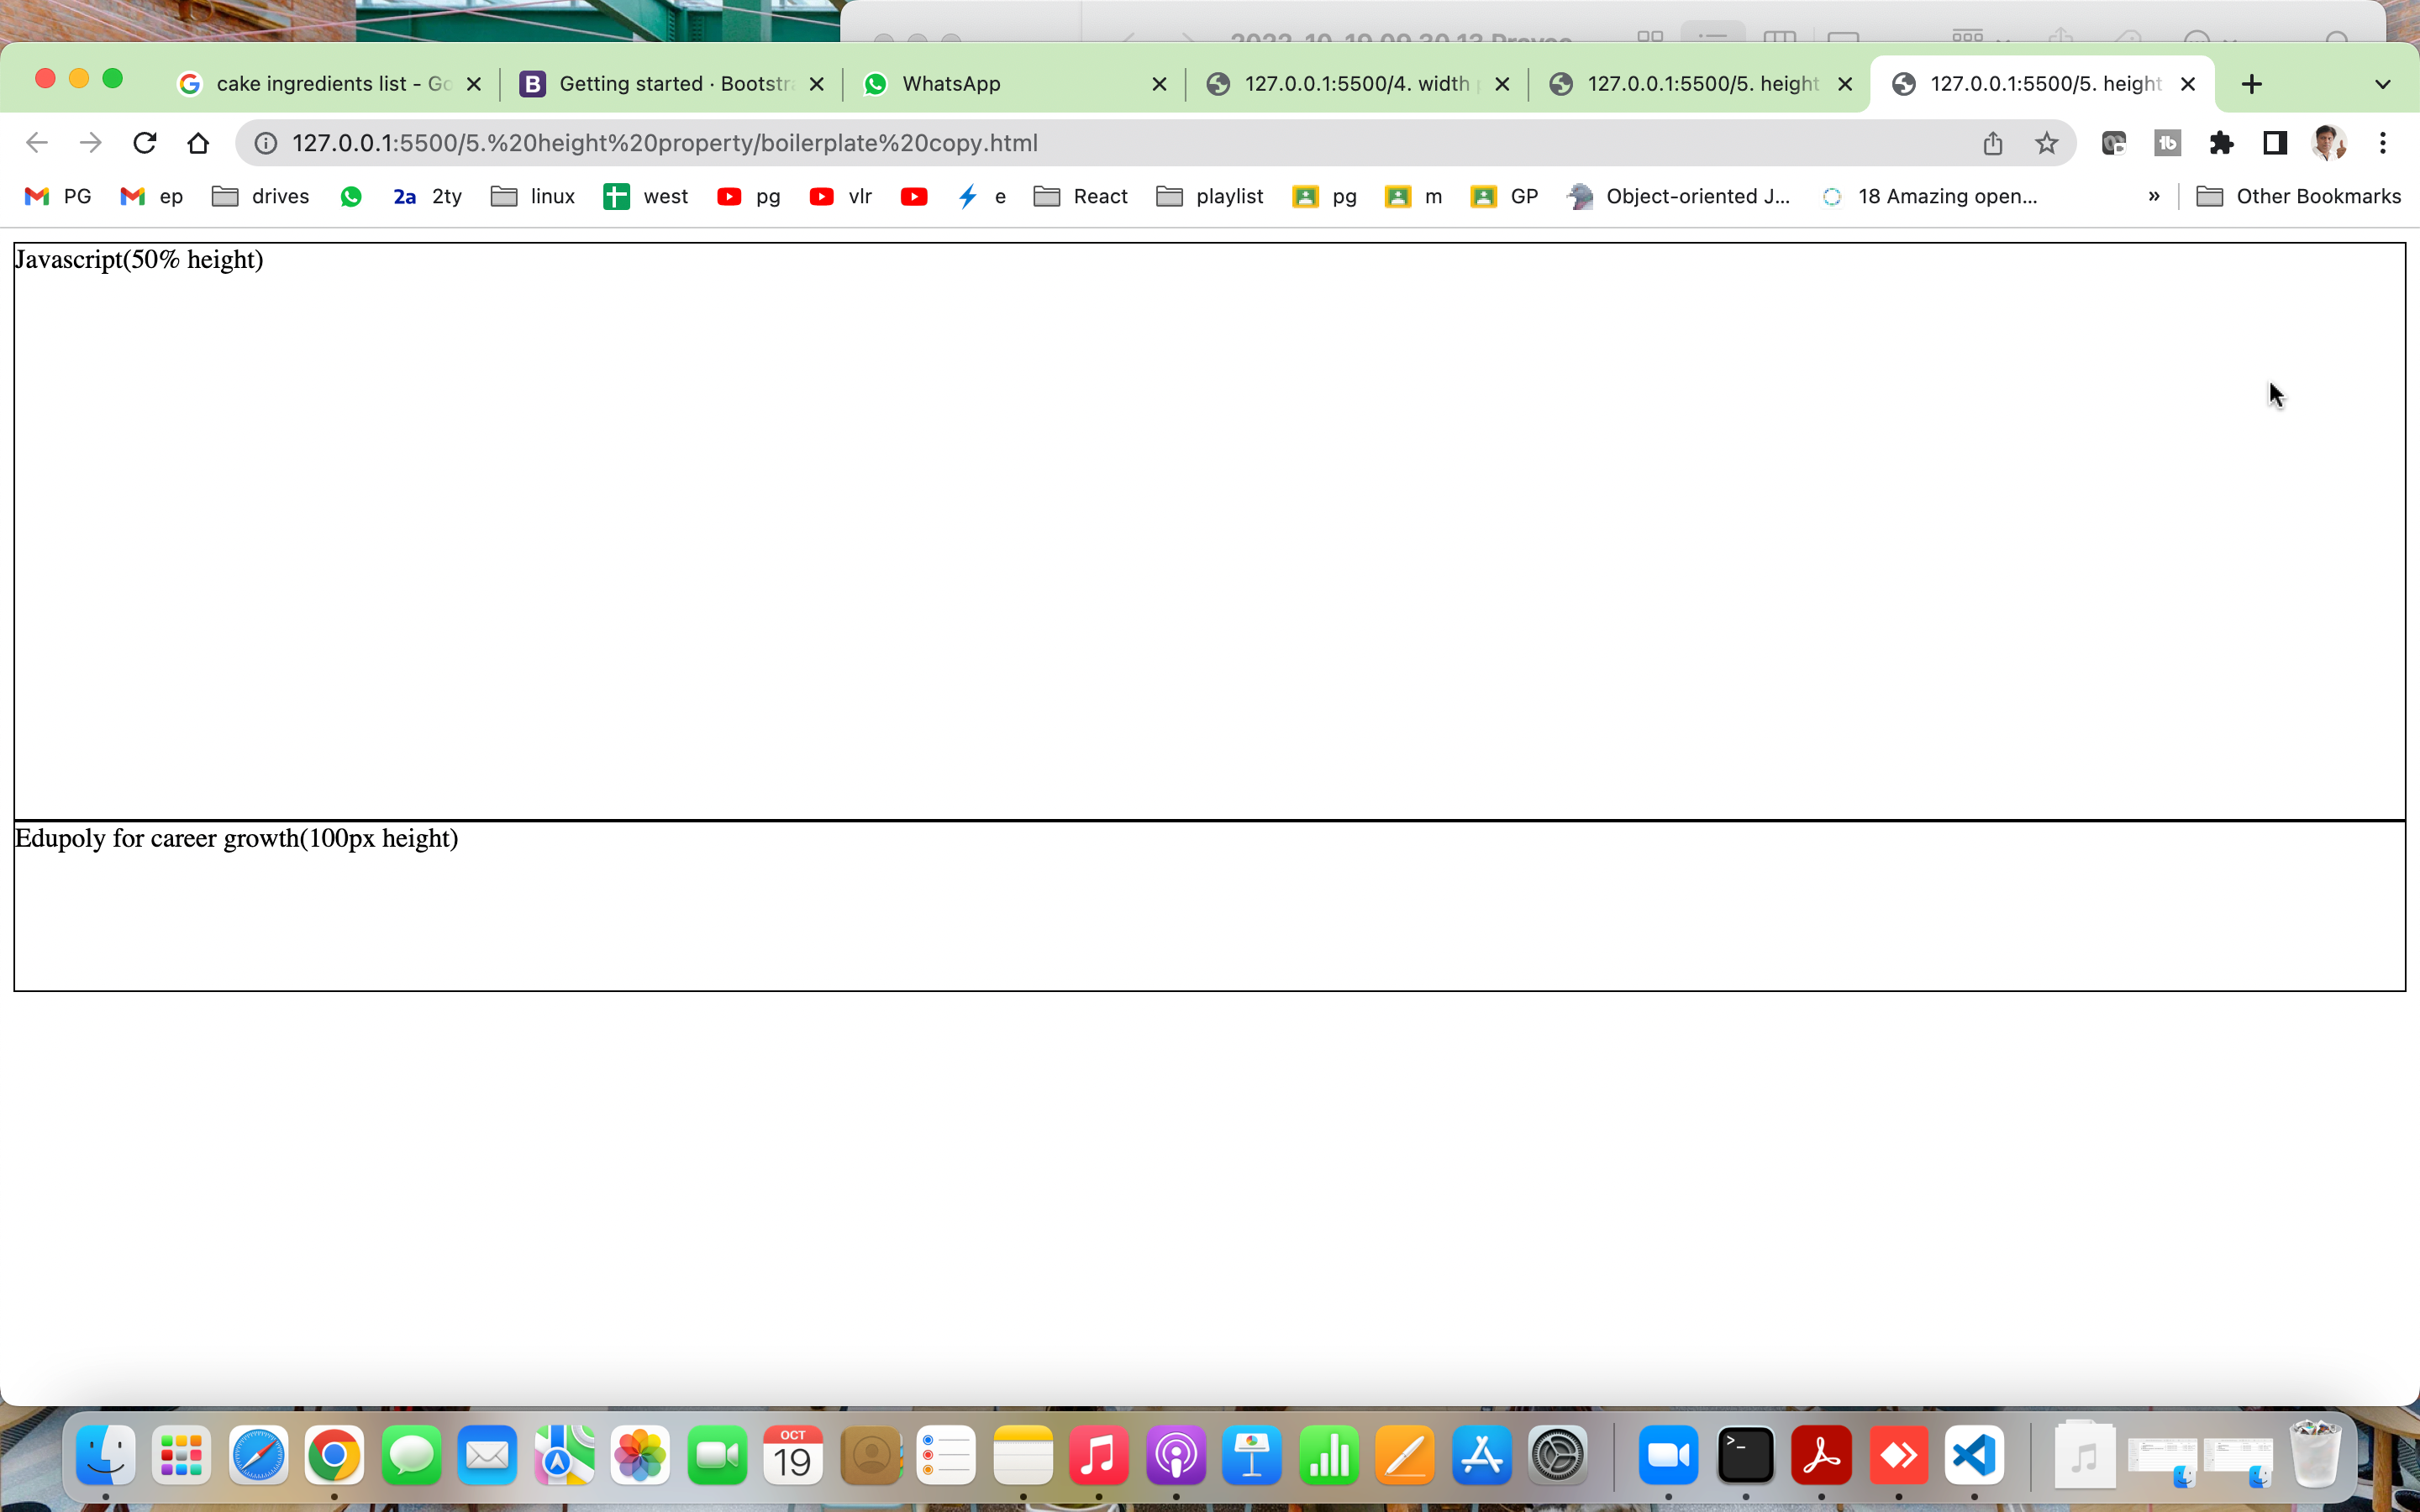 cake ingredients list - Go
Getting started · Bootstr
WhatsApp
127.0.0.1:5500/4. width
127.0.0.1:5500/5. height
127.0.0.1:5500/5. height
127.0.0.1:5500/5.%20height%20property/boilerplate%20copy.html
PG
ep
drives
2a 2ty
linux
west
pg
vlr
e
React
playlist
pg
m
GP
Object-oriented J...
18 Amazing open...
»
Other Bookmarks
Javascript(50% height)
Edupoly for career growth(100px height)
OCT
19